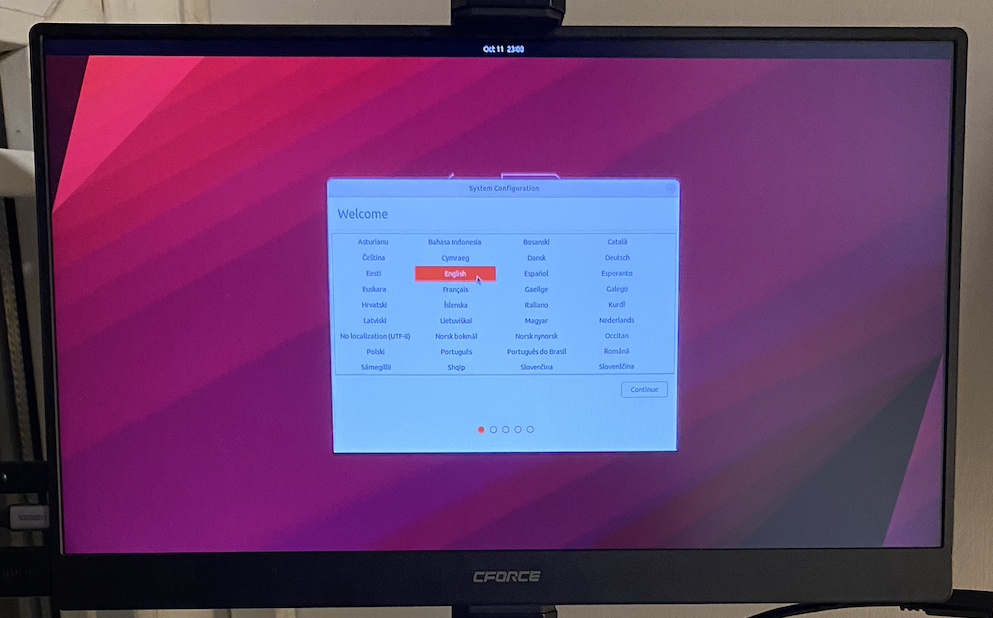 Oct 11 23:03
System Configuration
Welcome
Asturianu Bahasa Indonesia Bosanski Català
Čeština Cymraeg Dansk Deutsch
Eesti English Español Esperanto
Euskara Français Gaeilge Galego
Hrvatski Íslenska Italiano Kurdî
Latviski Lietuviškai Magyar Nederlands
No localization (UTF-8) Norsk bokmål Norsk nynorsk Occitan
Polski Português Português do Brasil Română
Sámegillii Shqip Slovenčina Slovenščina
Continue
CFORCE